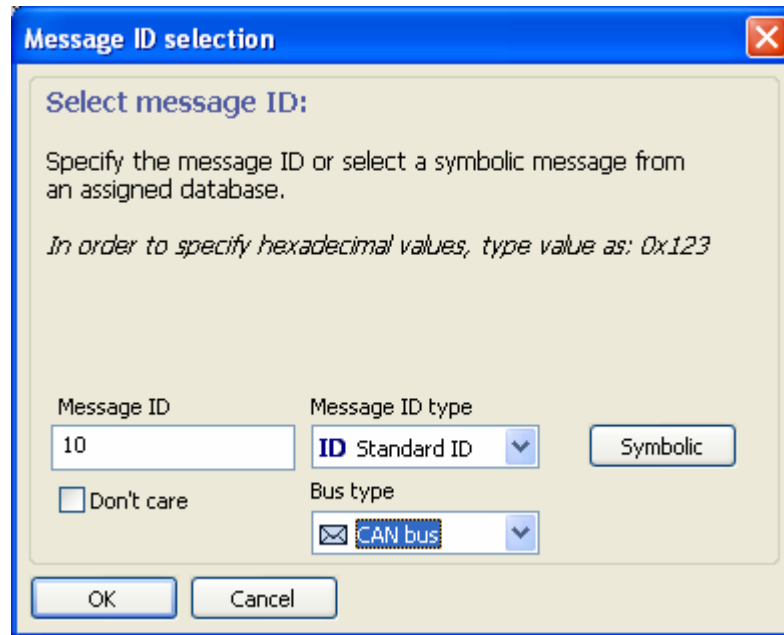 Message ID selection
Select message ID:
Specify the message ID or select a symbolic message from
an assigned database.
In order to specify hexadecimal values, type value as: 0x123
Message ID
Message ID type
10
ID Standard ID
Symbolic
Don't care
Bus type
CAN bus
OK
Cancel